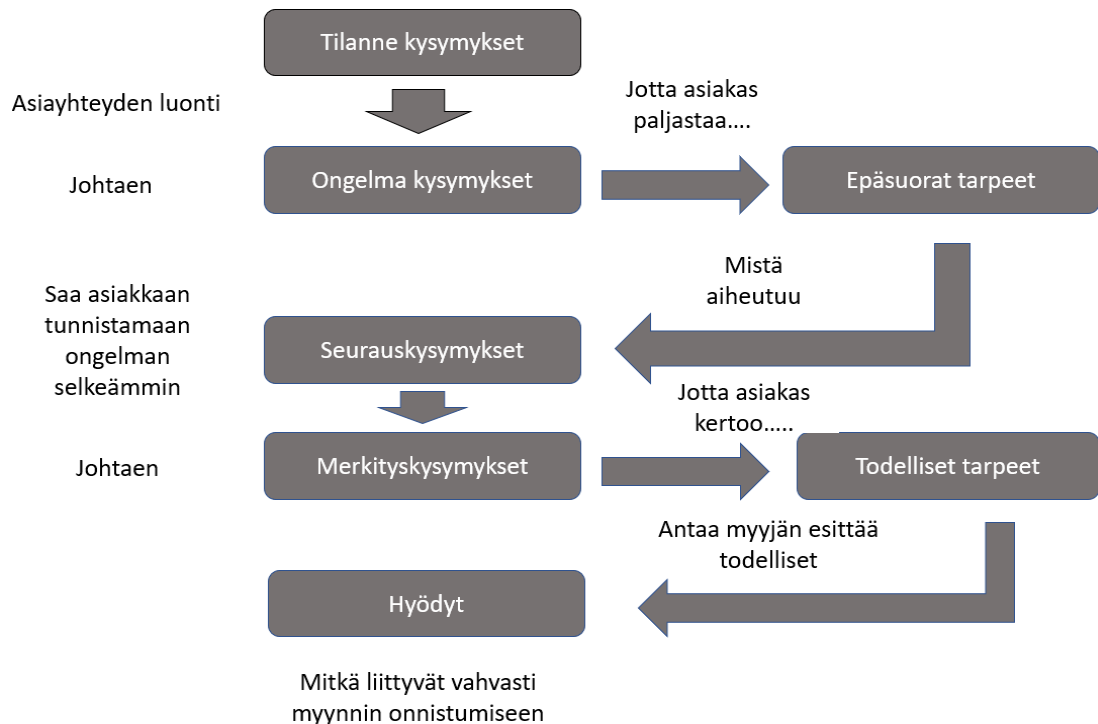 Tilanne kysymykset
Asiayhteyden luonti
Jotta asiakas
paljastaa....
Johtaen
Ongelma kysymykset
Epäsuorat tarpeet
Mistä
aiheutuu
Saa asiakkaan
tunnistamaan
ongelman
selkeämmin
Seurauskysymykset
Jotta asiakas
kertoo.....
Johtaen
Merkityskysymykset
Todelliset tarpeet
Antaa myyjän esittää
todelliset
Hyödyt
Mitkä liittyvät vahvasti
myynnin onnistumiseen